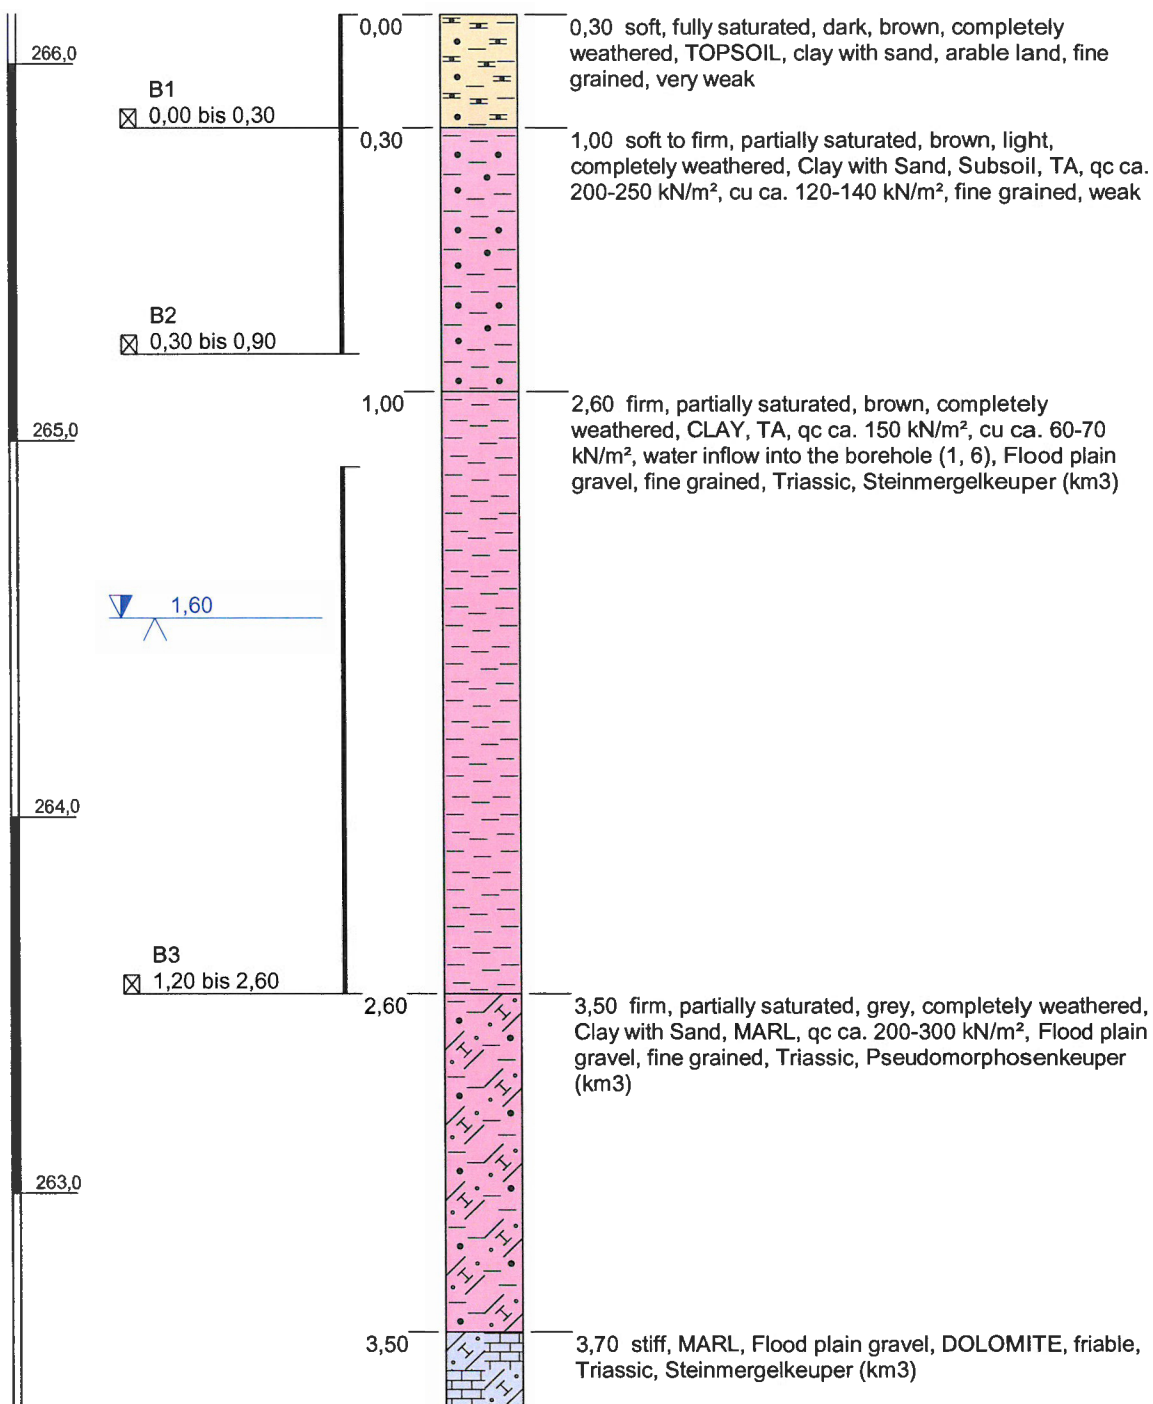 0,00
0,30 soft, fully saturated, dark, brown, completely
weathered, TOPSOIL, clay with sand, arable land, fine
grained, very weak
266,0
B1
0,00 bis 0,30
0,30
1,00 soft to firm, partially saturated, brown, light,
completely weathered, Clay with Sand, Subsoil, TA, qc ca.
200-250 kN/m², cu ca. 120-140 kN/m², fine grained, weak
B2
0,30 bis 0,90
1,00
2,60 firm, partially saturated, brown, completely
weathered, CLAY, TA, qc ca. 150 kN/m², cu ca. 60-70
kN/m², water inflow into the borehole (1, 6), Flood plain
gravel, fine grained, Triassic, Steinmergelkeuper (km3)
265,0
1,60
264,0
B3
1,20 bis 2,60
2,60
3,50 firm, partially saturated, grey, completely weathered,
Clay with Sand, MARL, qc ca. 200-300 kN/m², Flood plain
gravel, fine grained, Triassic, Pseudomorphosenkeuper
(km3)
263,0
3,50
3,70 stiff, MARL, Flood plain gravel, DOLOMITE, friable,
Triassic, Steinmergelkeuper (km3)